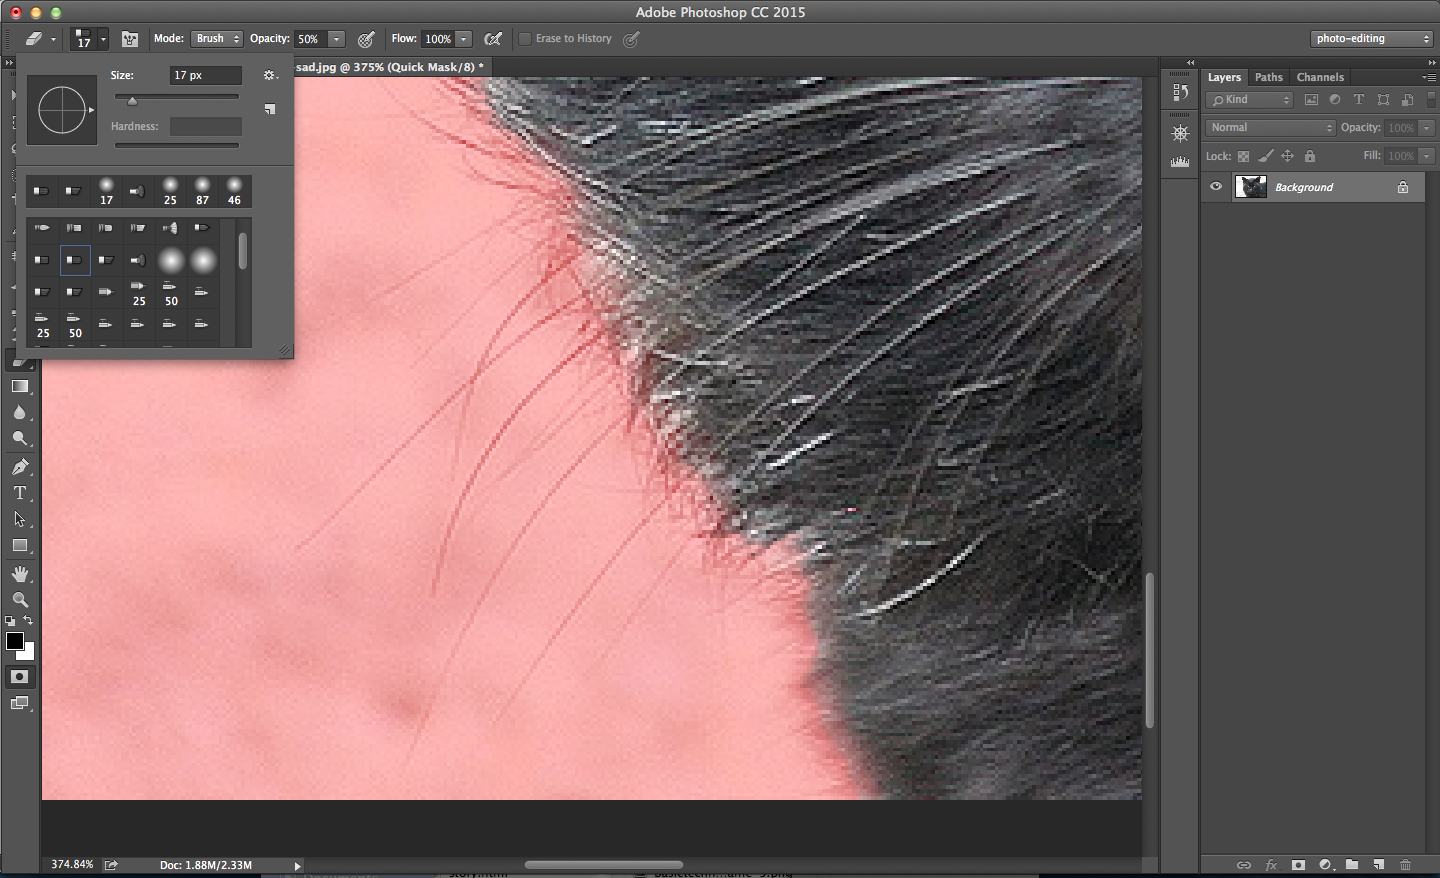 Adobe Photoshop CC 2015
17
Mode: Brush Opacity: 50% Flow: 100% Erase to History photo-editing
-sad.jpg @ 375% (Quick Mask/8) *
Size: 17 px
Hardness:
17 25 87 46
25 50
25 50
T
Layers Paths Channels
Kind T
Normal Opacity: 100%
Lock: Fill: 100%
Background
374.84% Doc: 1.88M/2.33M
fx